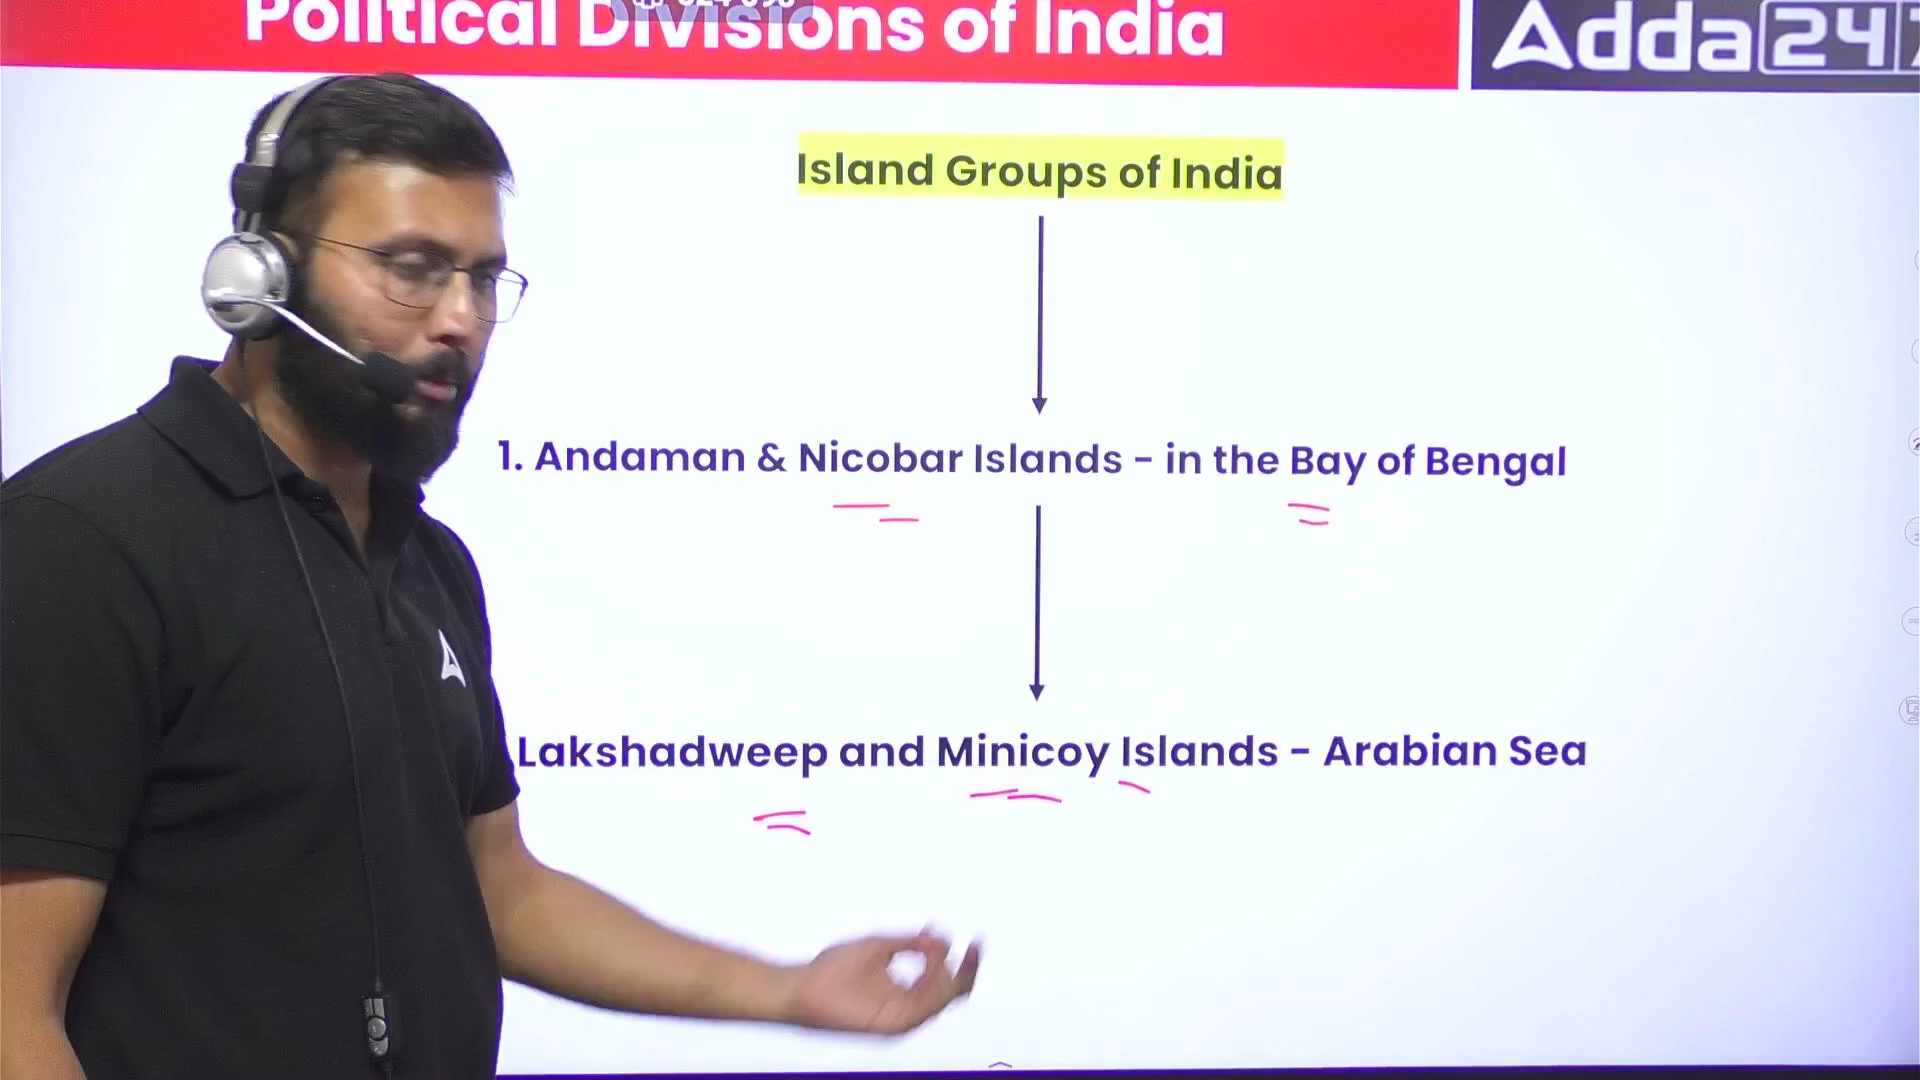 Political Divisions of India
Adda247
Island Groups of India
1. Andaman & Nicobar Islands - in the Bay of Bengal
Lakshadweep and Minicoy Islands - Arabian Sea